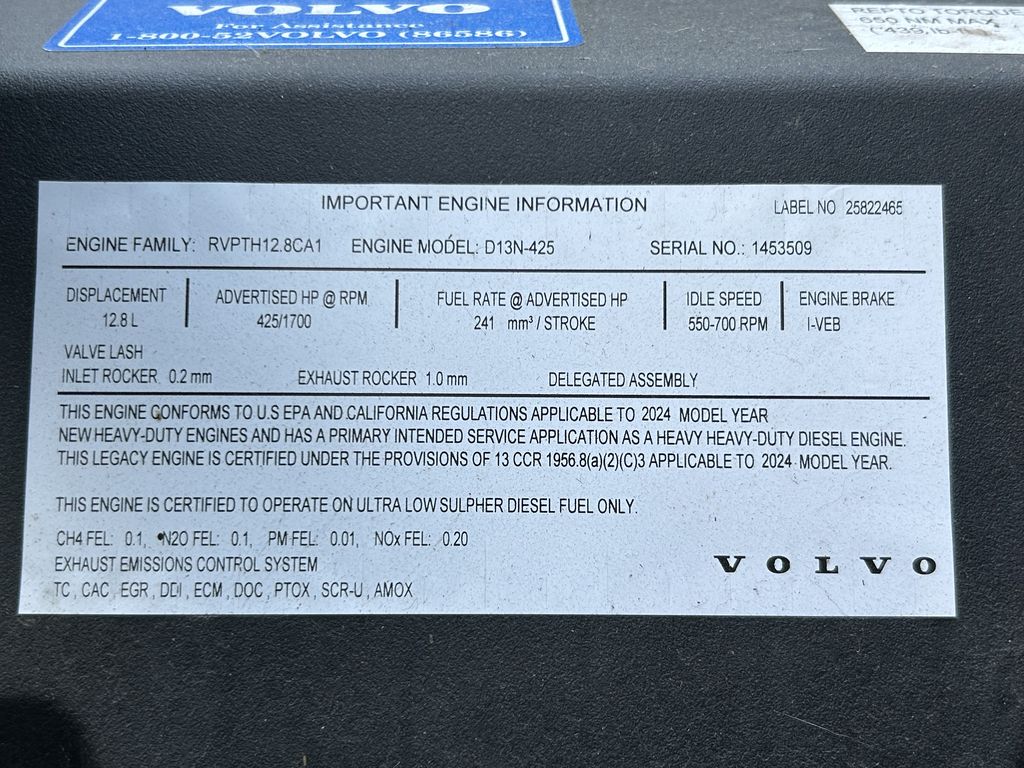 VOLVO
For Assistance
1-800-52VOLVO (86586)
REPTO TORQUE
650 NM MAX
IMPORTANT ENGINE INFORMATION
LABEL NO 25822465
ENGINE FAMILY: RVPTH12.8CA1 ENGINE MODEL: D13N-425 SERIAL NO.: 1453509
DISPLACEMENT ADVERTISED HP @ RPM FUEL RATE @ ADVERTISED HP IDLE SPEED ENGINE BRAKE
12.8 L 425/1700 241 mm³ / STROKE 550-700 RPM I-VEB
VALVE LASH
INLET ROCKER 0.2 mm EXHAUST ROCKER 1.0 mm DELEGATED ASSEMBLY
THIS ENGINE CONFORMS TO U.S EPA AND CALIFORNIA REGULATIONS APPLICABLE TO 2024 MODEL YEAR
NEW HEAVY-DUTY ENGINES AND HAS A PRIMARY INTENDED SERVICE APPLICATION AS A HEAVY HEAVY-DUTY DIESEL ENGINE.
THIS LEGACY ENGINE IS CERTIFIED UNDER THE PROVISIONS OF 13 CCR 1956.8(a)(2)(C)3 APPLICABLE TO 2024 MODEL YEAR.
THIS ENGINE IS CERTIFIED TO OPERATE ON ULTRA LOW SULPHER DIESEL FUEL ONLY.
CH4 FEL: 0.1, N2O FEL: 0.1, PM FEL: 0.01, NOx FEL: 0.20
EXHAUST EMISSIONS CONTROL SYSTEM
TC , CAC , EGR , DDI , ECM , DOC , PTOX , SCR-U , AMOX
VOLVO